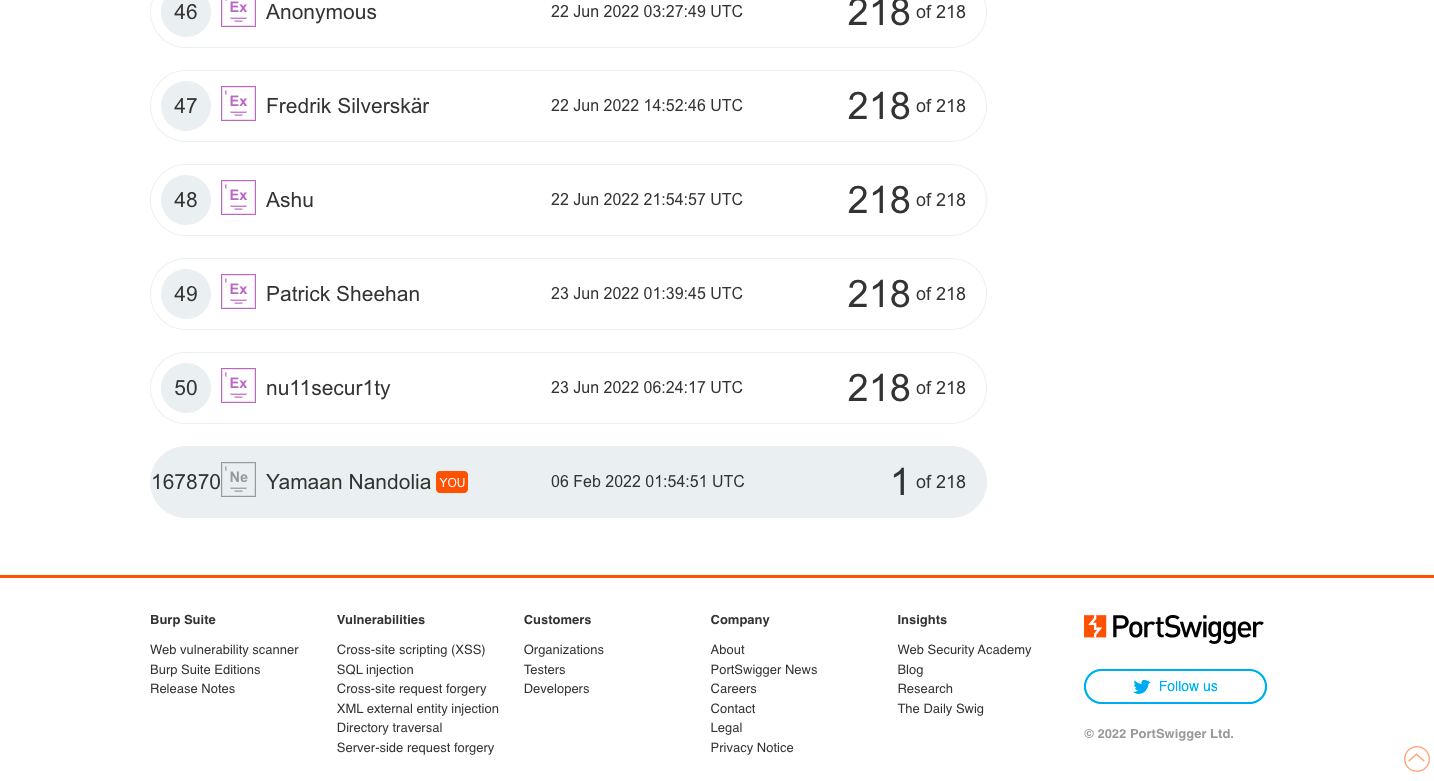 46 Ex Anonymous 22 Jun 2022 03:27:49 UTC 218 of 218
47 Ex Fredrik Silverskär 22 Jun 2022 14:52:46 UTC 218 of 218
48 Ex Ashu 22 Jun 2022 21:54:57 UTC 218 of 218
49 Ex Patrick Sheehan 23 Jun 2022 01:39:45 UTC 218 of 218
50 Ex nu11secur1ty 23 Jun 2022 06:24:17 UTC 218 of 218
167870 Ne Yamaan Nandolia YOU 06 Feb 2022 01:54:51 UTC 1 of 218
Burp Suite
Web vulnerability scanner
Burp Suite Editions
Release Notes
Vulnerabilities
Cross-site scripting (XSS)
SQL injection
Cross-site request forgery
XML external entity injection
Directory traversal
Server-side request forgery
Customers
Organizations
Testers
Developers
Company
About
PortSwigger News
Careers
Contact
Legal
Privacy Notice
Insights
Web Security Academy
Blog
Research
The Daily Swig
PortSwigger
Follow us
© 2022 PortSwigger Ltd.